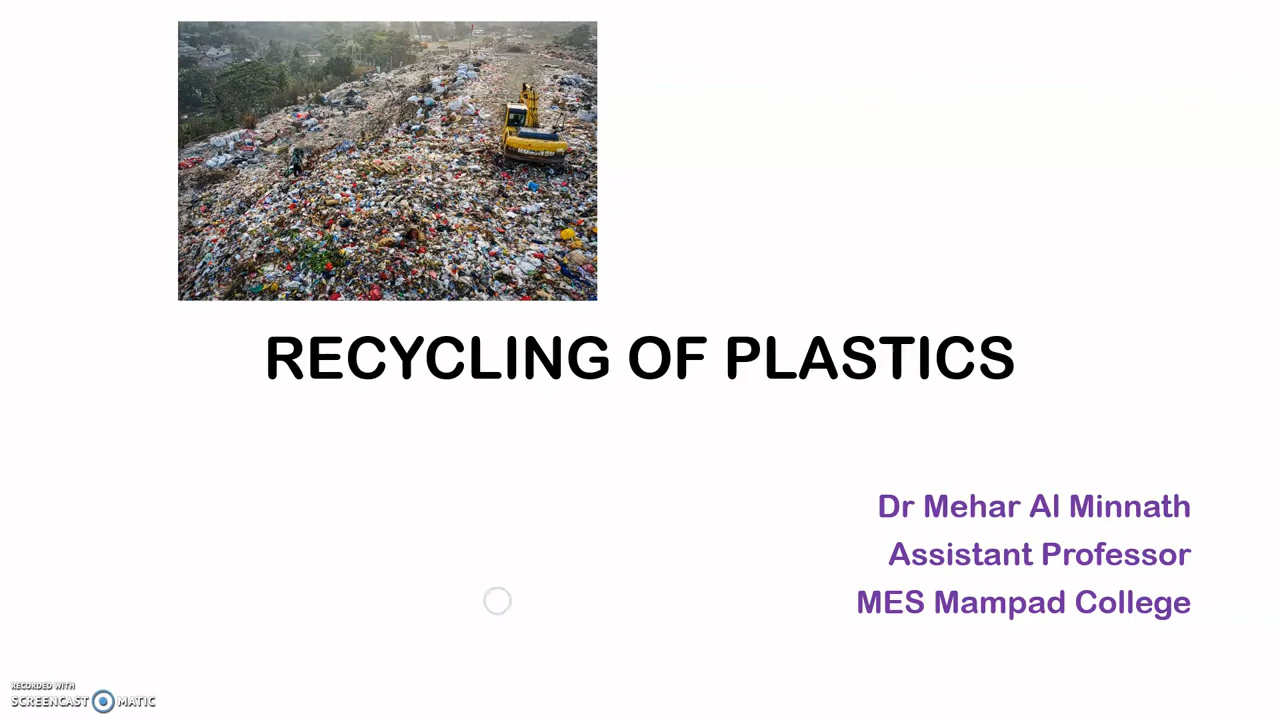 RECYCLING OF PLASTICS
Dr Mehar Al Minnath
Assistant Professor
MES Mampad College
RECORDED WITH
SCREENCAST MATIC